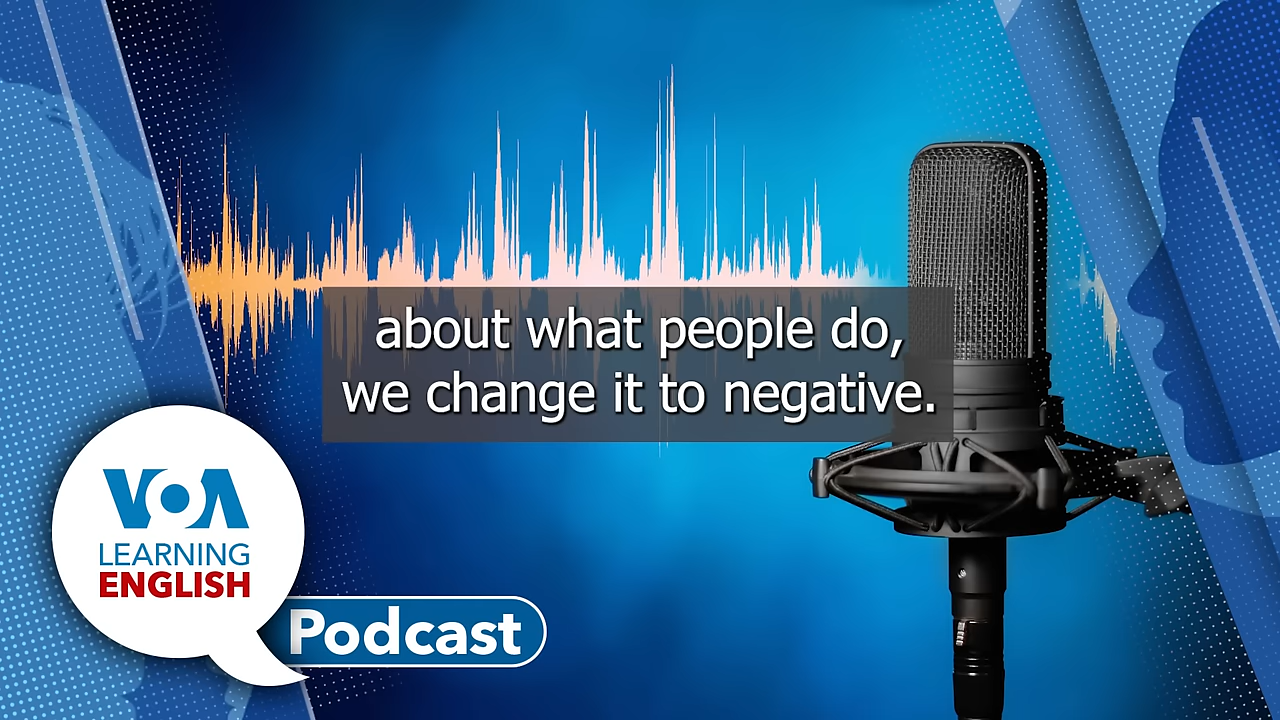 about what people do,
we change it to negative.
VOA
LEARNING
ENGLISH
Podcast